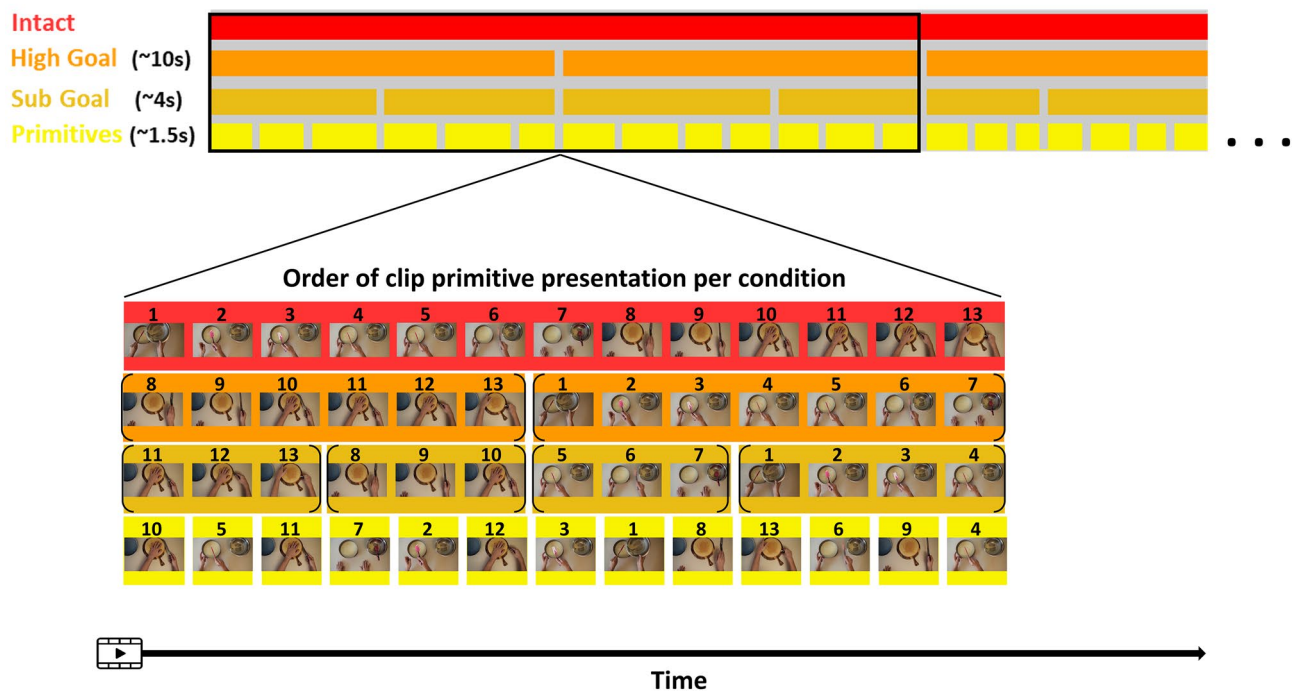 Intact
High Goal (~10s)
Sub Goal (~4s)
Primitives (~1.5s)
. . .
Order of clip primitive presentation per condition
1 2 3 4 5 6 7 8 9 10 11 12 13
8 9 10 11 12 13 1 2 3 4 5 6 7
11 12 13 8 9 10 5 6 7 1 2 3 4
10 5 11 7 2 12 3 1 8 13 6 9 4
Time